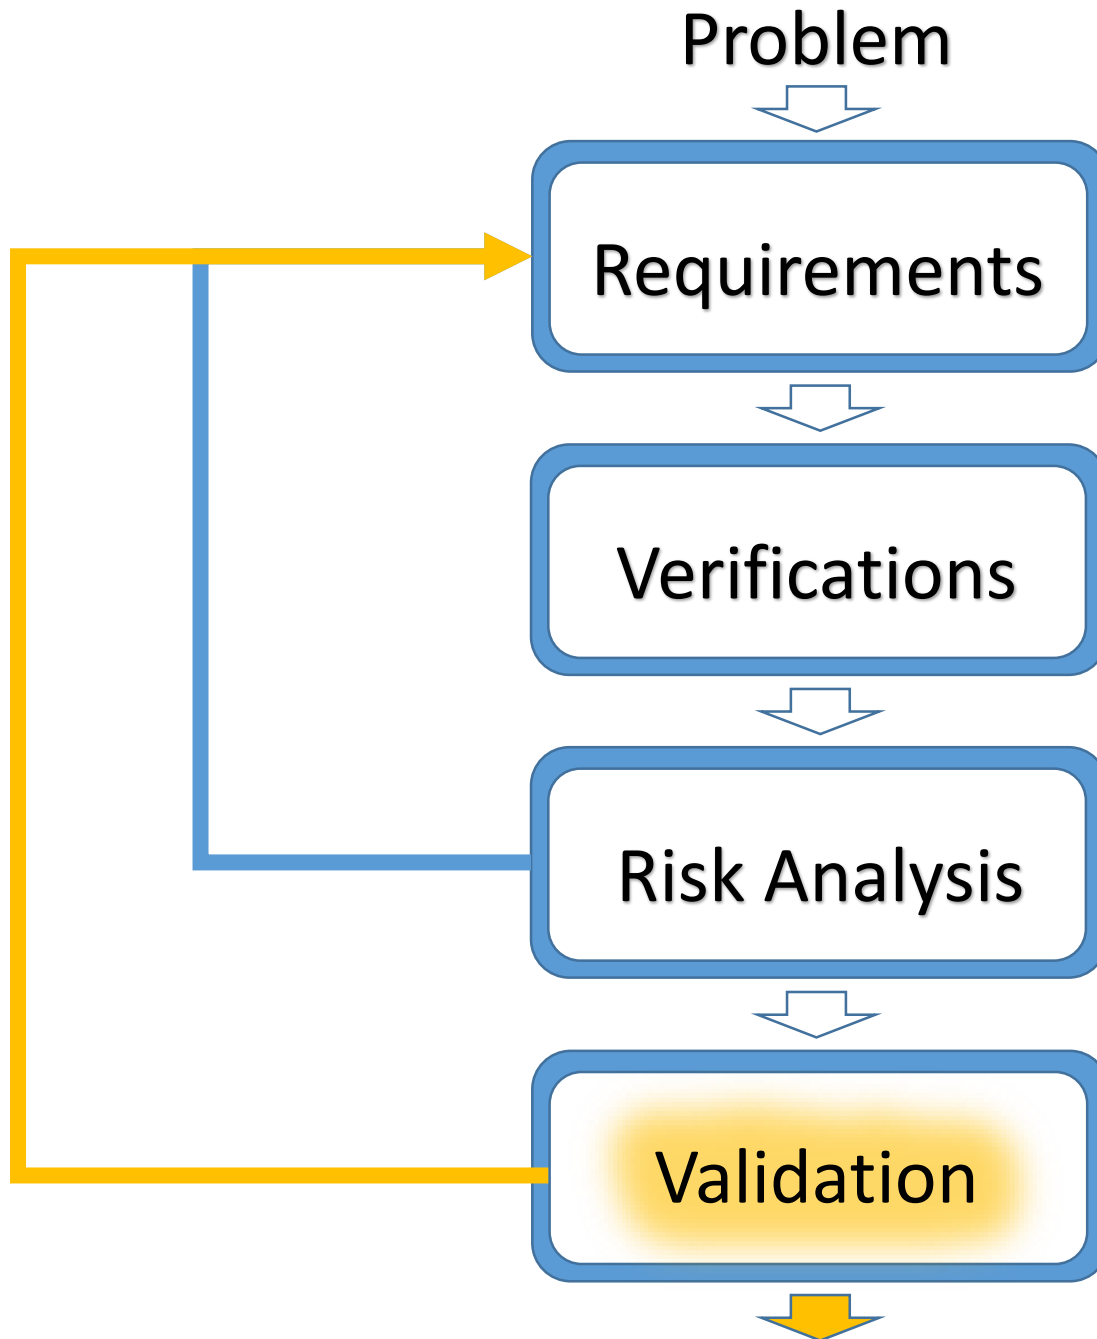 Problem
Requirements
Verifications
Risk Analysis
Validation